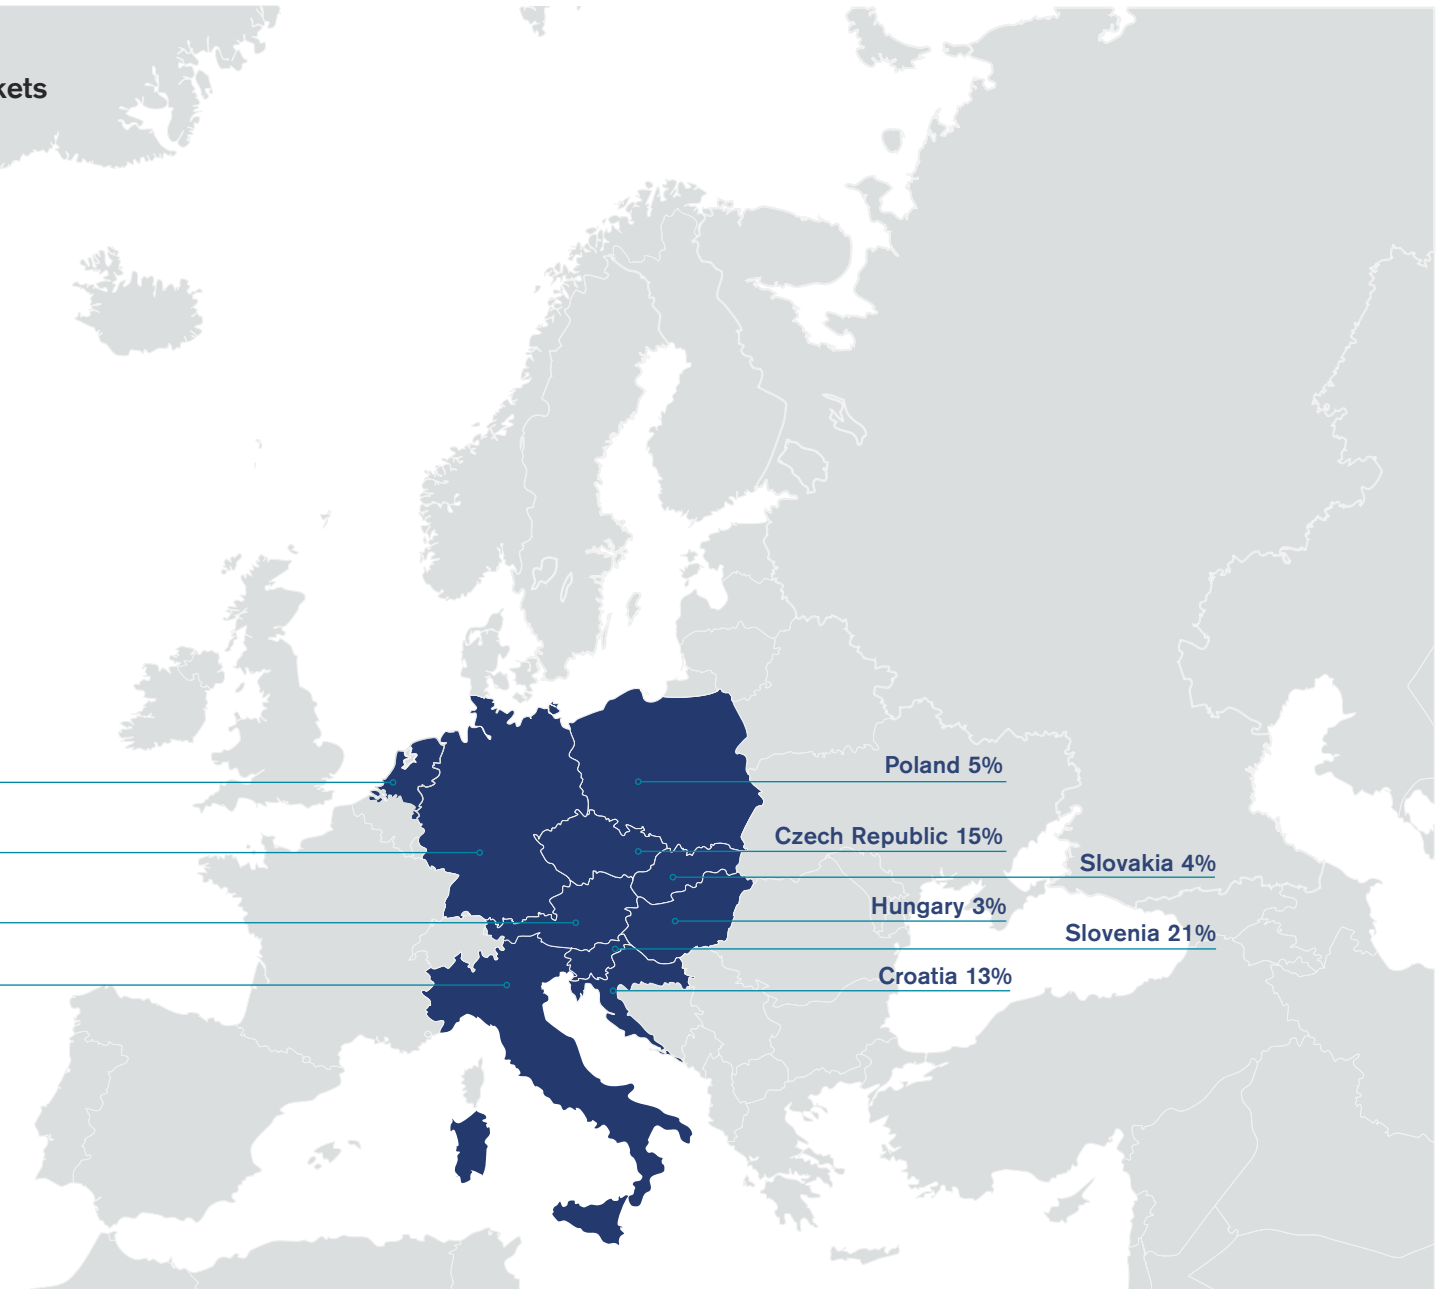 kets
Poland 5%
Czech Republic 15%
Slovakia 4%
Hungary 3%
Slovenia 21%
Croatia 13%